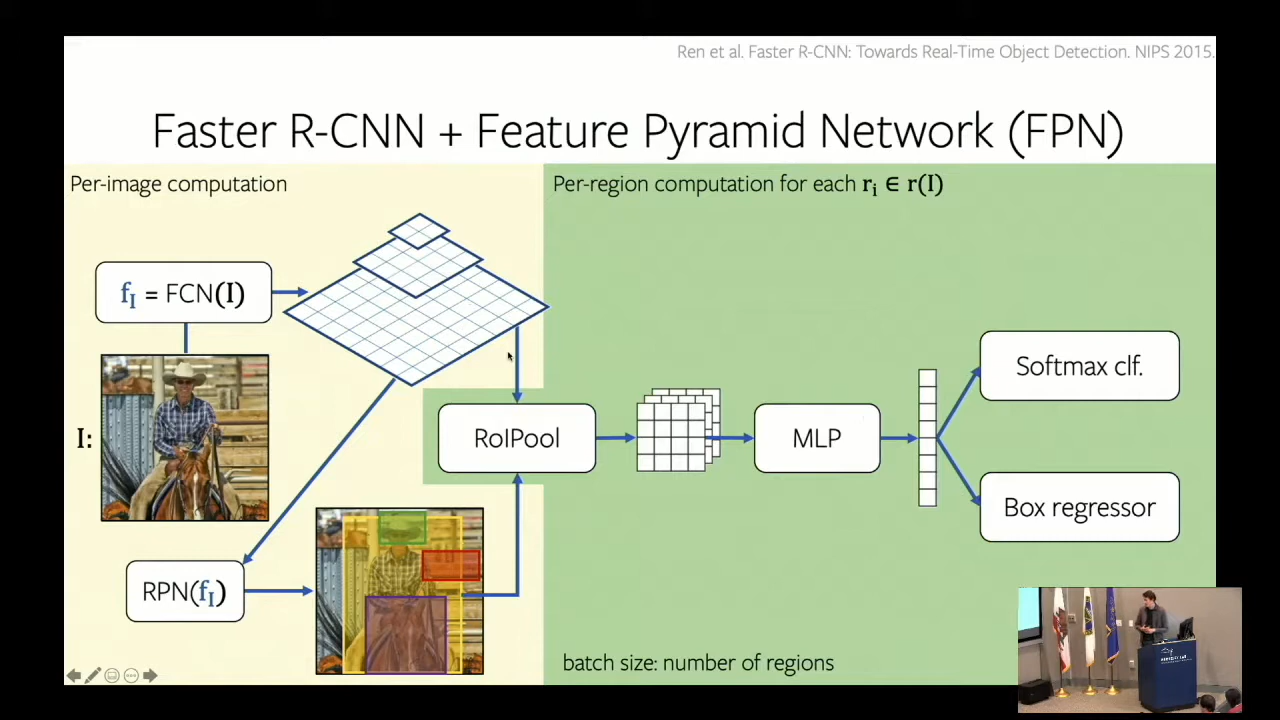 Ren et al. Faster R-CNN: Towards Real-Time Object Detection. NIPS 2015.
Faster R-CNN + Feature Pyramid Network (FPN)
Per-image computation
Per-region computation for each rᵢ ∈ r(I)
f_I = FCN(I)
I:
RoIPool
MLP
Softmax clf.
Box regressor
RPN(f_I)
batch size: number of regions
BERKELEY LAB